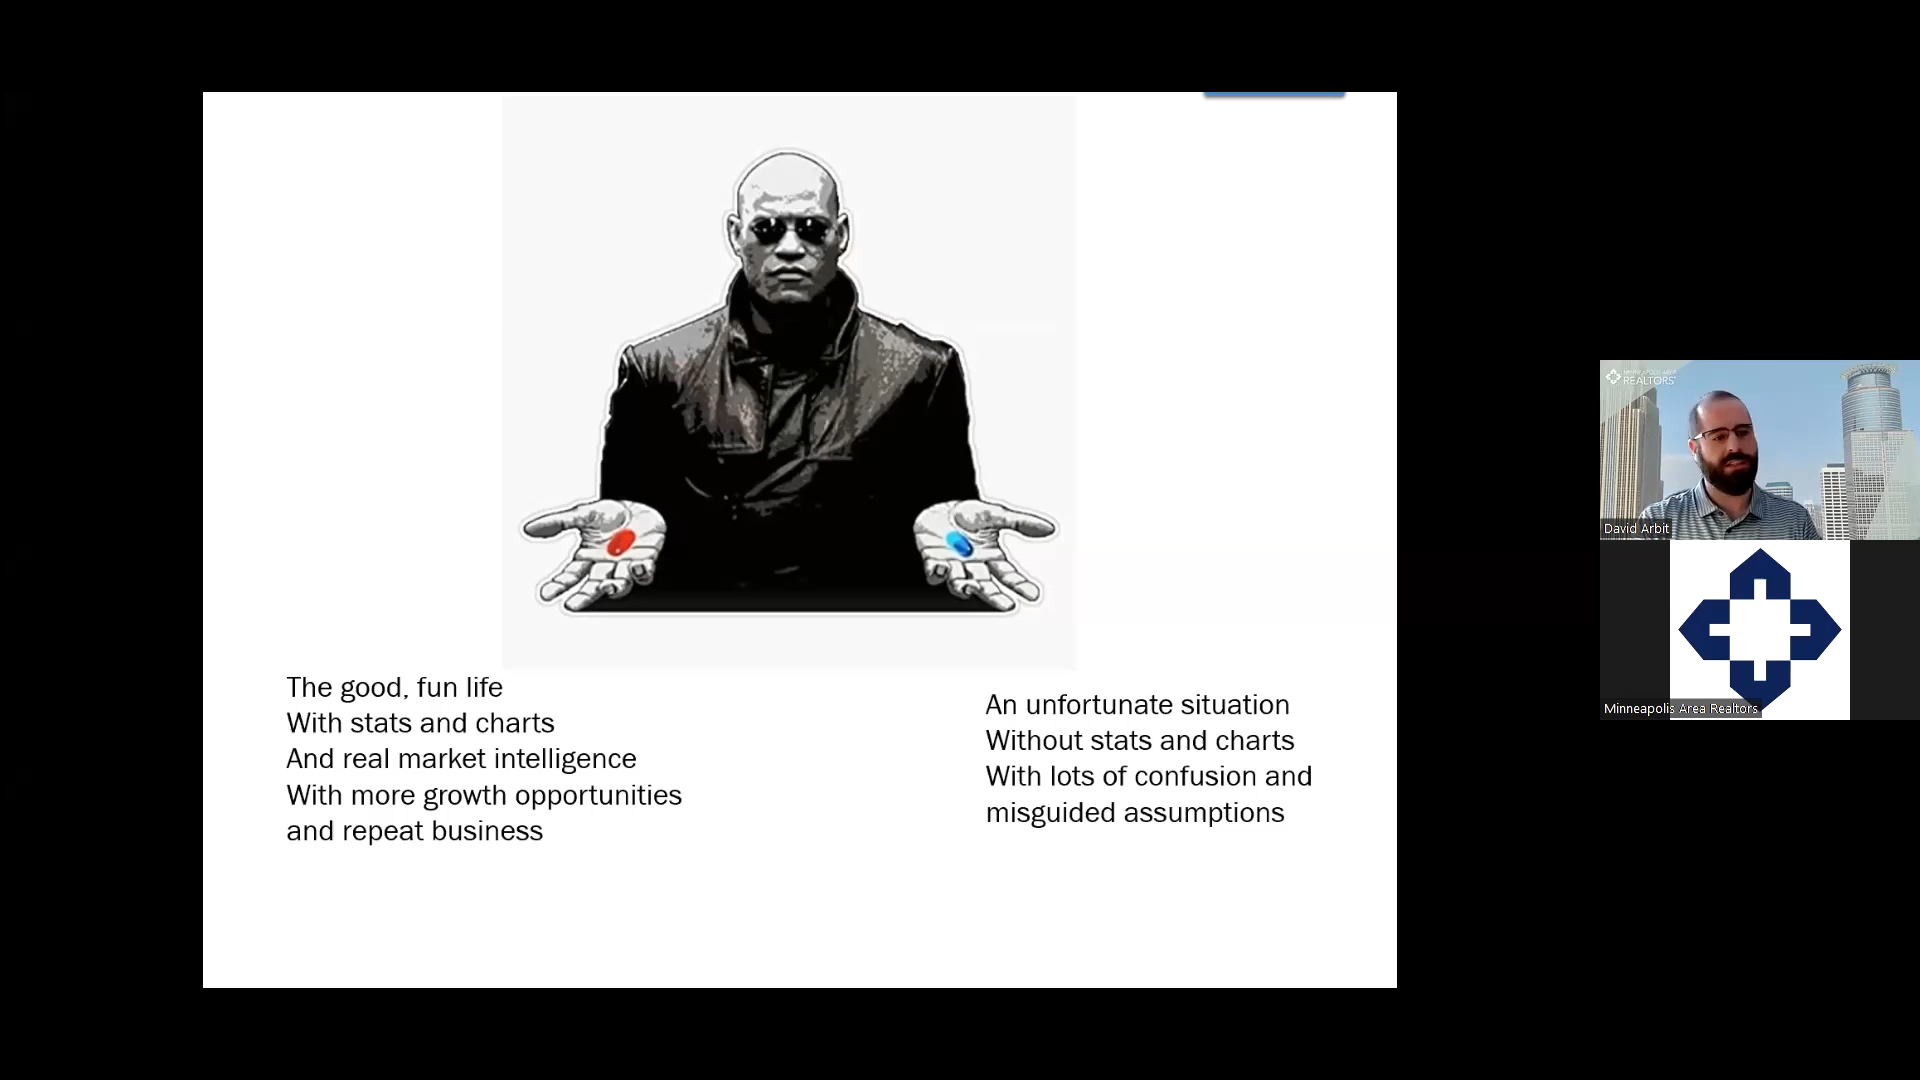 The good, fun life
With stats and charts
And real market intelligence
With more growth opportunities
and repeat business
An unfortunate situation
Without stats and charts
With lots of confusion and
misguided assumptions
MINNEAPOLIS AREA
REALTORS
David Arbit
Minneapolis Area Realtors